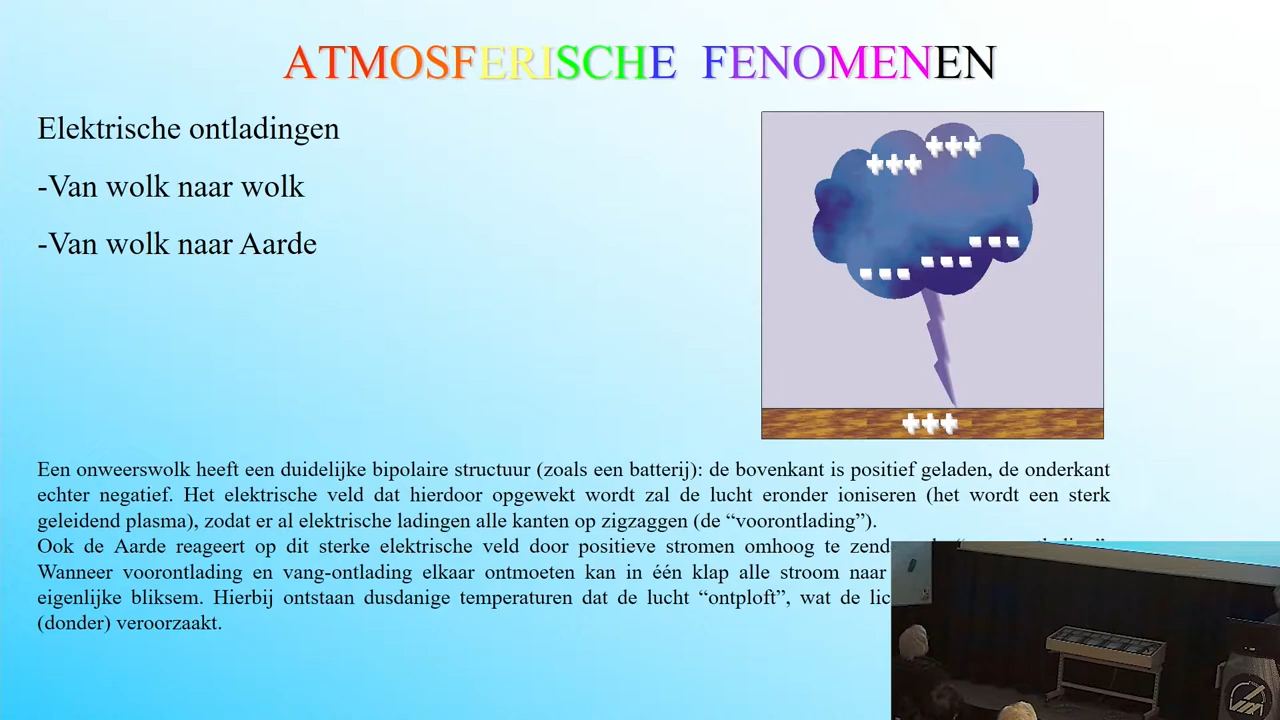 ATMOSFERISCHE FENOMENEN
Elektrische ontladingen
-Van wolk naar wolk
-Van wolk naar Aarde
+++
+++
---
---
---
+++
Een onweerswolk heeft een duidelijke bipolaire structuur (zoals een batterij): de bovenkant is positief geladen, de onderkant
echter negatief. Het elektrische veld dat hierdoor opgewekt wordt zal de lucht eronder ioniseren (het wordt een sterk
geleidend plasma), zodat er al elektrische ladingen alle kanten op zigzaggen (de “voorontlading”).
Ook de Aarde reageert op dit sterke elektrische veld door positieve stromen omhoog te
Wanneer voorontlading en vang-ontlading elkaar ontmoeten kan in één klap alle stroom naar
eigenlijke bliksem. Hierbij ontstaan dusdanige temperaturen dat de lucht “ontploft”, wat de
(donder) veroorzaakt.